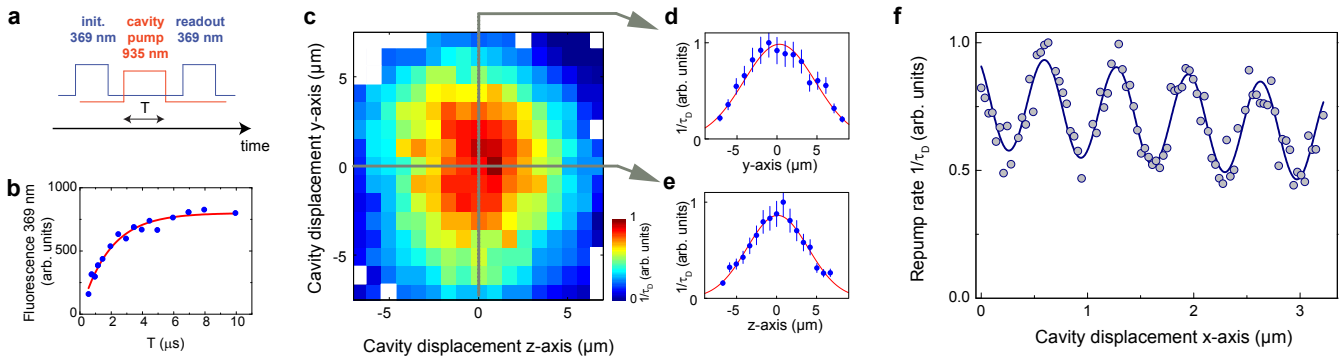 a
init.
369 nm
cavity
pump
935 nm
readout
369 nm
T
time
b
Fluorescence 369 nm
(arb. units)
1000
750
500
250
0
0 2 4 6 8 10
T (µs)
c
Cavity displacement y-axis (µm)
5
0
-5
-5 0 5
Cavity displacement z-axis (µm)
1
0
1/τD (arb. units)
d
1/τD (arb. units)
1
0
-5 0 5
y-axis (µm)
e
1/τD (arb. units)
1
0
-5 0 5
z-axis (µm)
f
Repump rate 1/τD (arb. units)
1.0
0.5
0.0
0 1 2 3
Cavity displacement x-axis (µm)